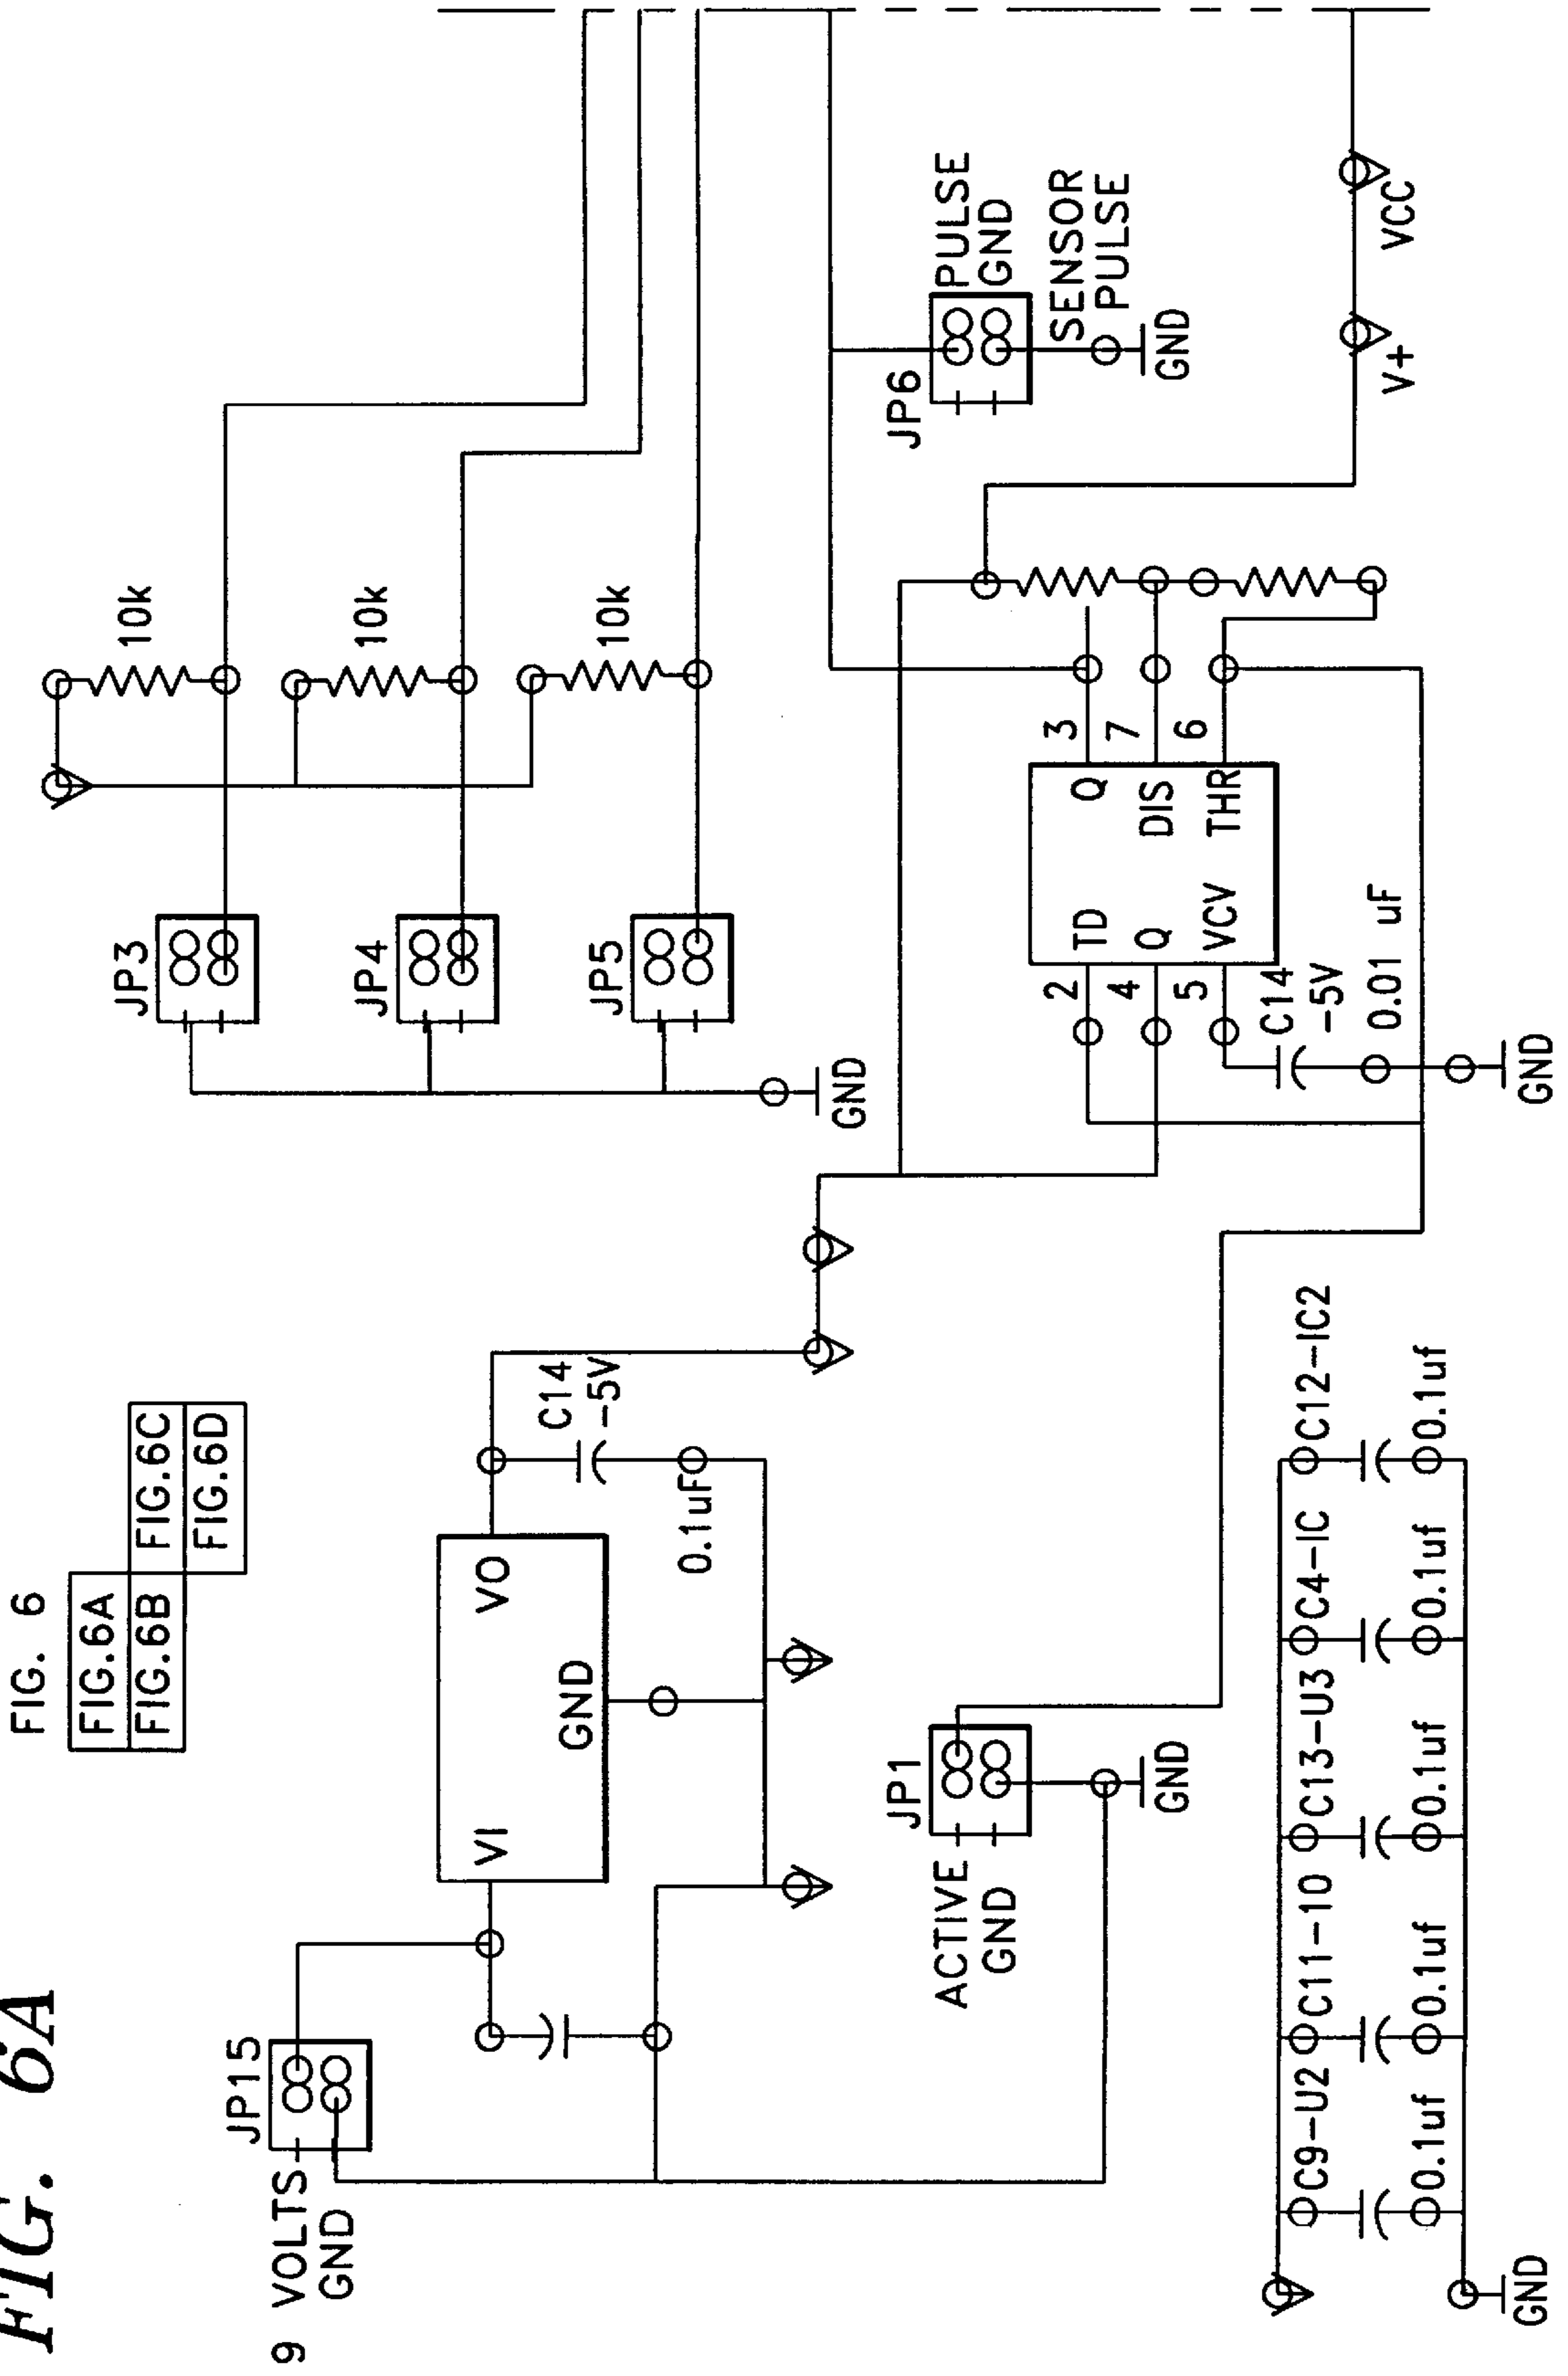 FIG. 6A
FIG. 6
FIG.6A
FIG.6B
FIG.6C
FIG.6D
JP15
9 VOLTS
GND
VI
VO
GND
C14
-5V
0.1uF
JP3
JP4
JP5
10k
10k
10k
GND
JP1
ACTIVE
GND
GND
TD
Q
VCV
Q
DIS
THR
2
4
5
3
7
6
C14
-5V
0.01 uF
GND
JP6
PULSE
GND
SENSOR
PULSE
GND
V+
VCC
C9-U2
C11-10
C13-U3
C4-IC
C12-IC2
0.1uf
0.1uf
0.1uf
0.1uf
0.1uf
GND